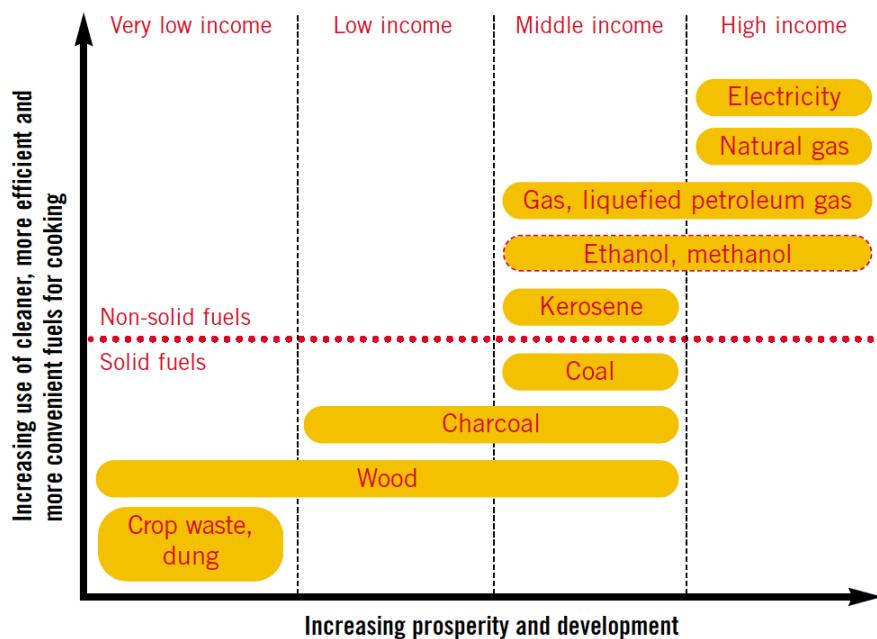 Very low income
Low income
Middle income
High income
Increasing use of cleaner, more efficient and
more convenient fuels for cooking
Electricity
Natural gas
Gas, liquefied petroleum gas
Ethanol, methanol
Kerosene
Non-solid fuels
Solid fuels
Coal
Charcoal
Wood
Crop waste,
dung
Increasing prosperity and development